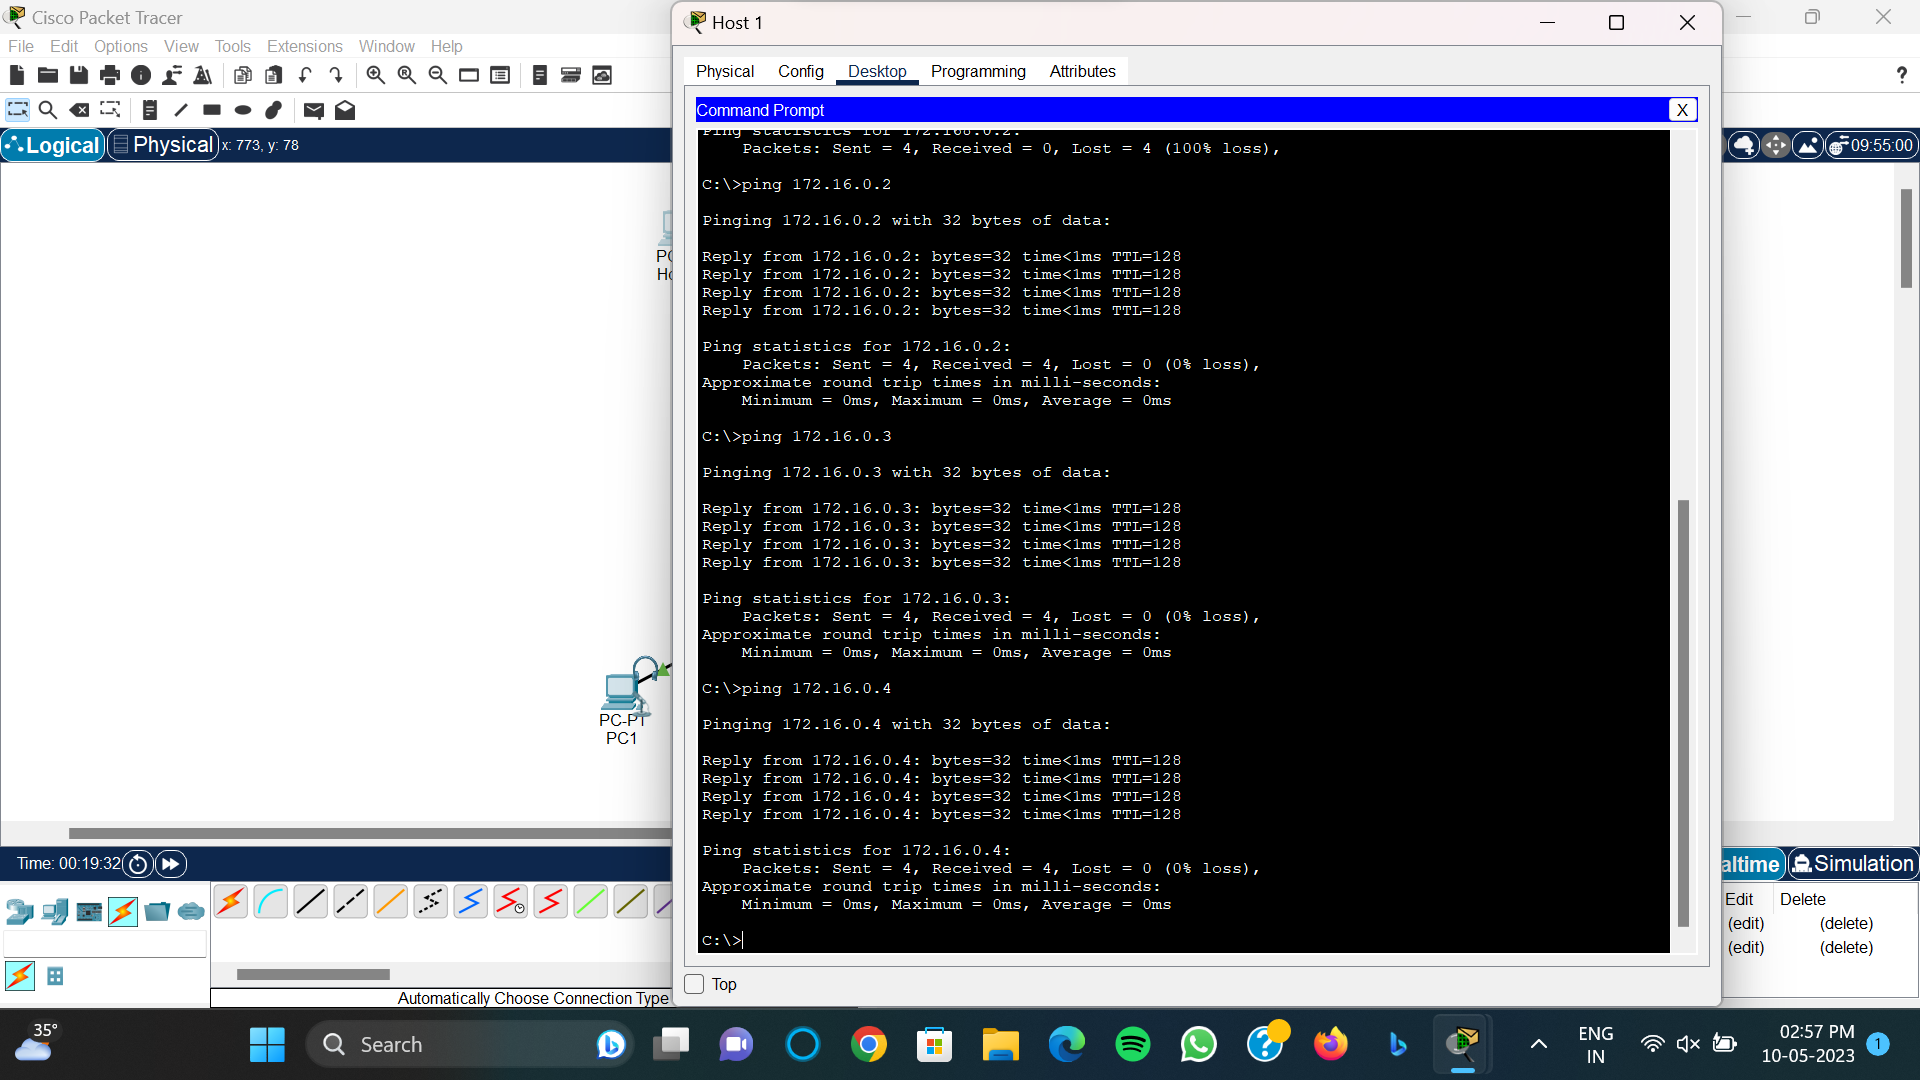 Cisco Packet Tracer
File Edit Options View Tools Extensions Window Help
Logical Physical x: 773, y: 78
PC-PT
PC1
Time: 00:19:32
Automatically Choose Connection Type
Host 1
Physical Config Desktop Programming Attributes
Command Prompt X
Ping statistics for 172.168.0.2:
Packets: Sent = 4, Received = 0, Lost = 4 (100% loss),
C:\>ping 172.16.0.2
Pinging 172.16.0.2 with 32 bytes of data:
Reply from 172.16.0.2: bytes=32 time<1ms TTL=128
Reply from 172.16.0.2: bytes=32 time<1ms TTL=128
Reply from 172.16.0.2: bytes=32 time<1ms TTL=128
Reply from 172.16.0.2: bytes=32 time<1ms TTL=128
Ping statistics for 172.16.0.2:
Packets: Sent = 4, Received = 4, Lost = 0 (0% loss),
Approximate round trip times in milli-seconds:
Minimum = 0ms, Maximum = 0ms, Average = 0ms
C:\>ping 172.16.0.3
Pinging 172.16.0.3 with 32 bytes of data:
Reply from 172.16.0.3: bytes=32 time<1ms TTL=128
Reply from 172.16.0.3: bytes=32 time<1ms TTL=128
Reply from 172.16.0.3: bytes=32 time<1ms TTL=128
Reply from 172.16.0.3: bytes=32 time<1ms TTL=128
Ping statistics for 172.16.0.3:
Packets: Sent = 4, Received = 4, Lost = 0 (0% loss),
Approximate round trip times in milli-seconds:
Minimum = 0ms, Maximum = 0ms, Average = 0ms
C:\>ping 172.16.0.4
Pinging 172.16.0.4 with 32 bytes of data:
Reply from 172.16.0.4: bytes=32 time<1ms TTL=128
Reply from 172.16.0.4: bytes=32 time<1ms TTL=128
Reply from 172.16.0.4: bytes=32 time<1ms TTL=128
Reply from 172.16.0.4: bytes=32 time<1ms TTL=128
Ping statistics for 172.16.0.4:
Packets: Sent = 4, Received = 4, Lost = 0 (0% loss),
Approximate round trip times in milli-seconds:
Minimum = 0ms, Maximum = 0ms, Average = 0ms
C:\>
Top
?
09:55:00
altime Simulation
Edit Delete
(edit) (delete)
(edit) (delete)
35°
Search
ENG
IN
02:57 PM
10-05-2023
1